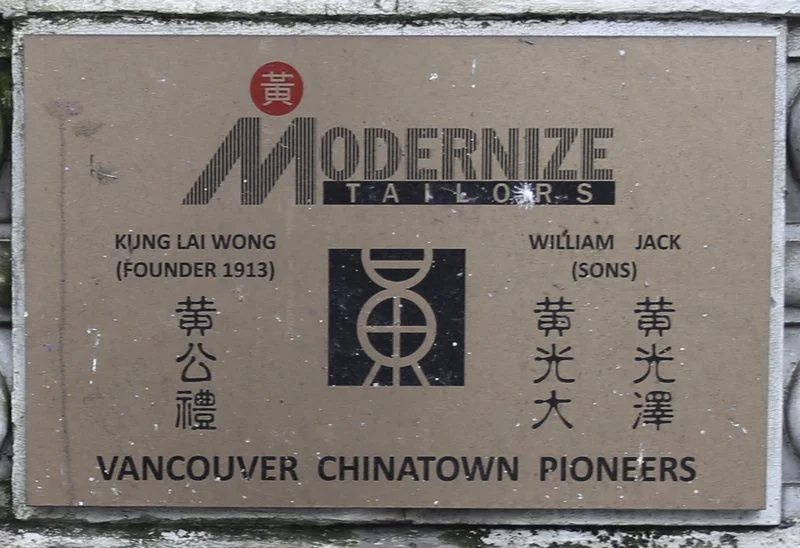 黃
MODERNIZE
TAILORS
KUNG LAI WONG
(FOUNDER 1913)
黃公禮
WILLIAM JACK
(SONS)
黃光大
黃光澤
VANCOUVER CHINATOWN PIONEERS